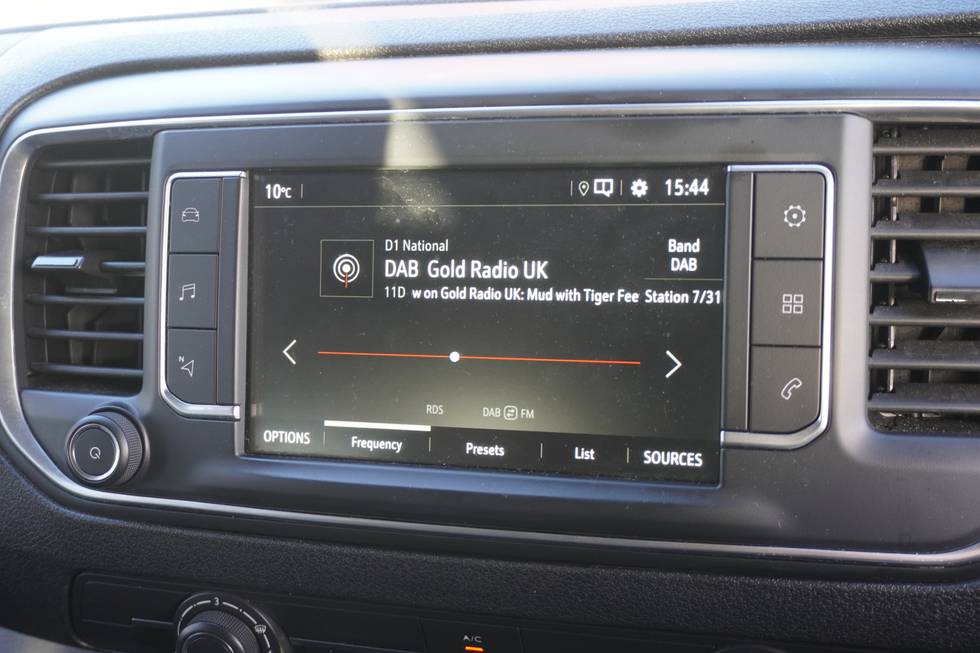 10°C 15:44
D1 National
DAB Gold Radio UK
Band
DAB
11D w on Gold Radio UK: Mud with Tiger Fee Station 7/31
RDS DAB FM
OPTIONS Frequency Presets List SOURCES
N
3
A/C